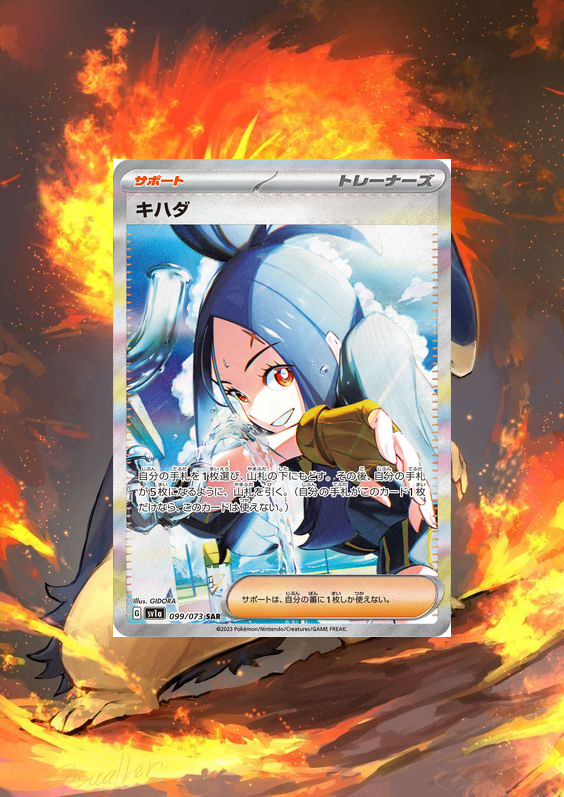 サポート
トレーナーズ
キハダ
自分の手札を1枚選び、山札の下にもどす。その後、自分の手札
が5枚になるように、山札を引く。(自分の手札がこのカード1枚
だけなら、このカードは使えない。)
Illus. GIDORA
サポートは、自分の番に1枚しか使えない。
G sv1a 099/073 SAR
©2023 Pokémon/Nintendo/Creatures/GAME FREAK.